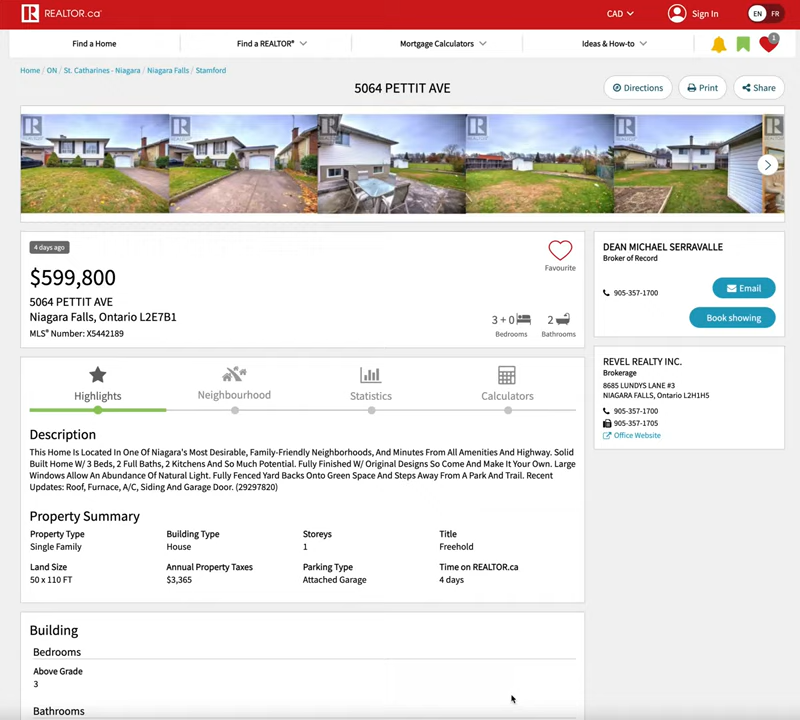 REALTOR.ca
CAD
Sign In
EN FR
Find a Home
Find a REALTOR®
Mortgage Calculators
Ideas & How-to
1
Home / ON / St. Catharines - Niagara / Niagara Falls / Stamford
5064 PETTIT AVE
Directions
Print
Share
4 days ago
Favourite
$599,800
5064 PETTIT AVE
Niagara Falls, Ontario L2E7B1
MLS® Number: X5442189
3 + 0
Bedrooms
2
Bathrooms
DEAN MICHAEL SERRAVALLE
Broker of Record
905-357-1700
Email
Book showing
REVEL REALTY INC.
Brokerage
8685 LUNDYS LANE #3
NIAGARA FALLS, Ontario L2H1H5
905-357-1700
905-357-1705
Office Website
Highlights
Neighbourhood
Statistics
Calculators
Description
This Home Is Located In One Of Niagara's Most Desirable, Family-Friendly Neighborhoods, And Minutes From All Amenities And Highway. Solid
Built Home W/ 3 Beds, 2 Full Baths, 2 Kitchens And So Much Potential. Fully Finished W/ Original Designs So Come And Make It Your Own. Large
Windows Allow An Abundance Of Natural Light. Fully Fenced Yard Backs Onto Green Space And Steps Away From A Park And Trail. Recent
Updates: Roof, Furnace, A/C, Siding And Garage Door. (29297820)
Property Summary
Property Type
Single Family
Building Type
House
Storeys
1
Title
Freehold
Land Size
50 x 110 FT
Annual Property Taxes
$3,365
Parking Type
Attached Garage
Time on REALTOR.ca
4 days
Building
Bedrooms
Above Grade
3
Bathrooms